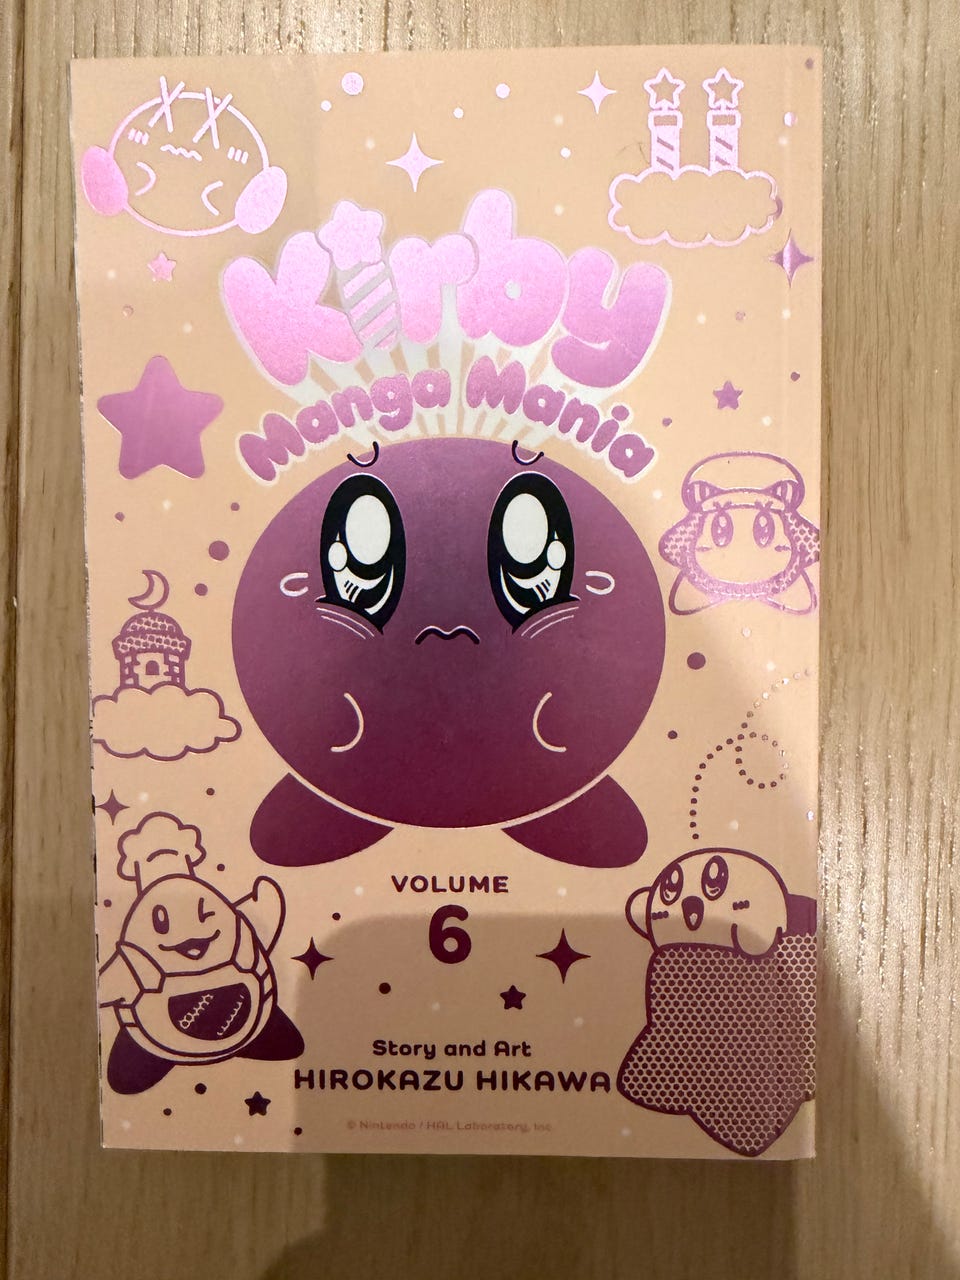 Kirby
Manga Mania
VOLUME
6
Story and Art
HIROKAZU HIKAWA
© Nintendo / HAL Laboratory, Inc.